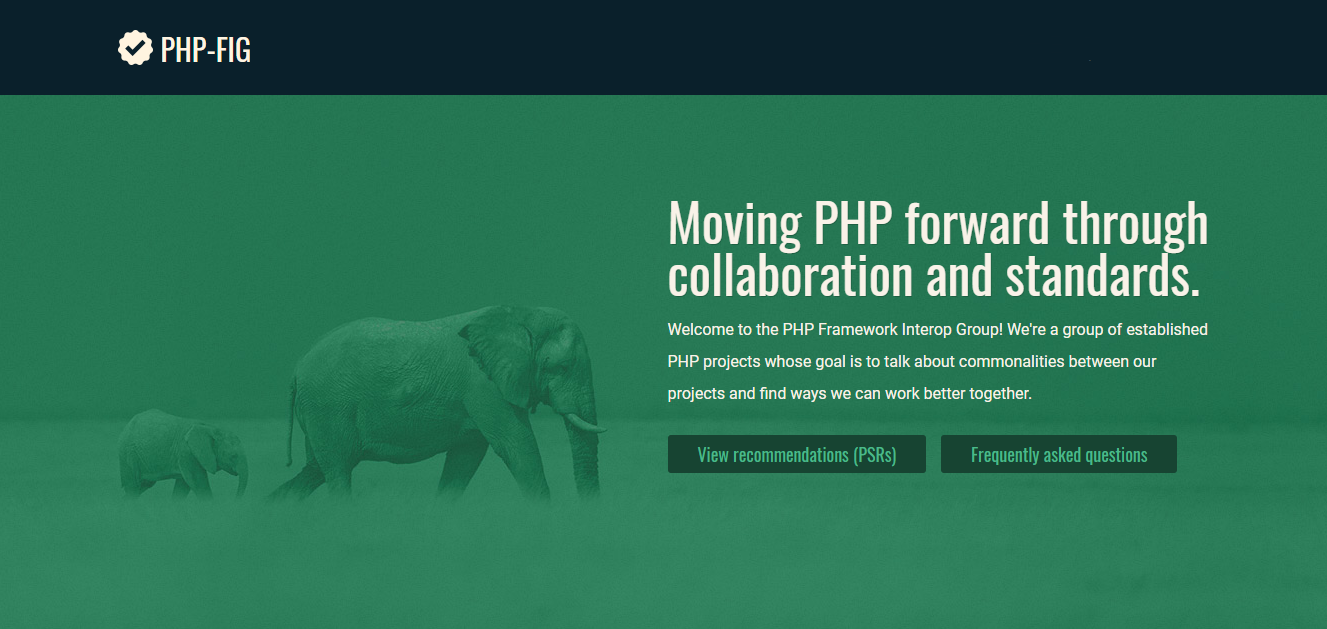 PHP-FIG
Moving PHP forward through
collaboration and standards.
Welcome to the PHP Framework Interop Group! We're a group of established
PHP projects whose goal is to talk about commonalities between our
projects and find ways we can work better together.
View recommendations (PSRs)
Frequently asked questions